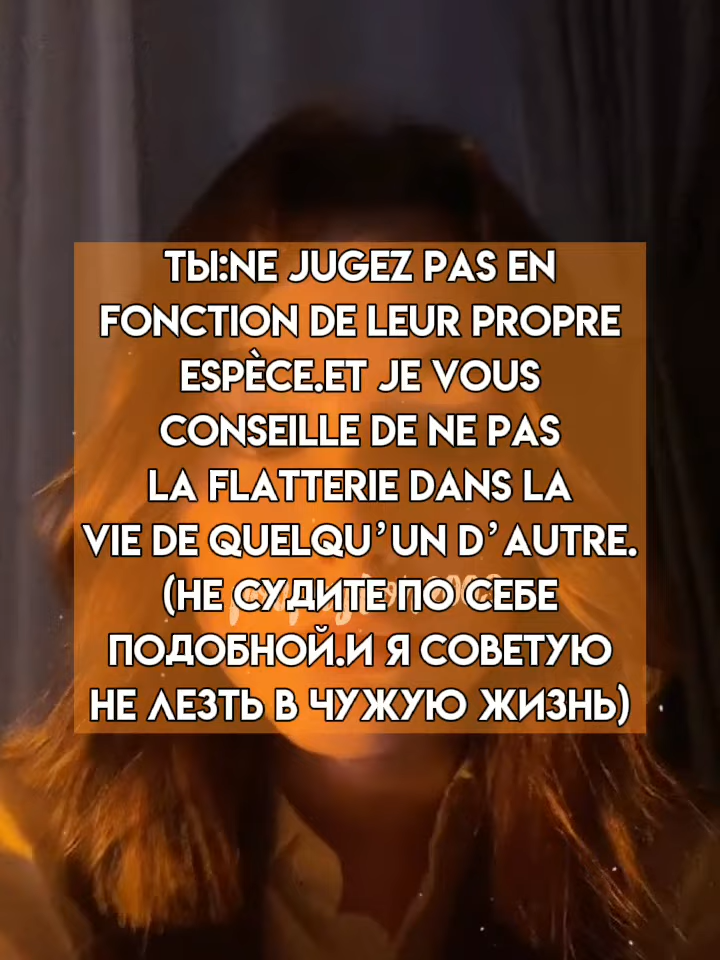 ТЫ:NE JUGEZ PAS EN
FONCTION DE LEUR PROPRE
ESPÈCE.ET JE VOUS
CONSEILLE DE NE PAS
LA FLATTERIE DANS LA
VIE DE QUELQU’UN D’AUTRE.
(НЕ СУДИТЕ ПО СЕБЕ
ПОДОБНОЙ.И Я СОВЕТУЮ
НЕ ЛЕЗТЬ В ЧУЖУЮ ЖИЗНЬ)